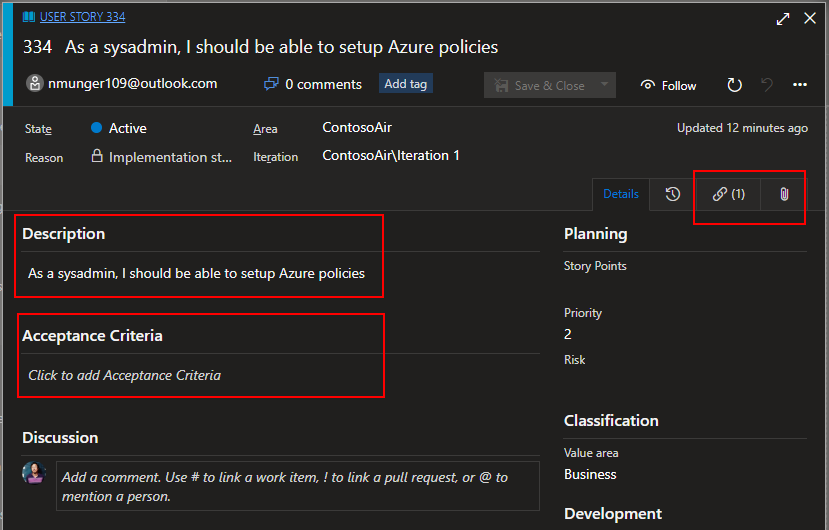 USER STORY 334
334 As a sysadmin, I should be able to setup Azure policies
nmunger109@outlook.com 0 comments Add tag Save & Close Follow
State Active Area ContosoAir Updated 12 minutes ago
Reason Implementation st... Iteration ContosoAir\Iteration 1
Details (1)
Description
As a sysadmin, I should be able to setup Azure policies
Acceptance Criteria
Click to add Acceptance Criteria
Discussion
Add a comment. Use # to link a work item, ! to link a pull request, or @ to
mention a person.
Planning
Story Points
Priority
2
Risk
Classification
Value area
Business
Development